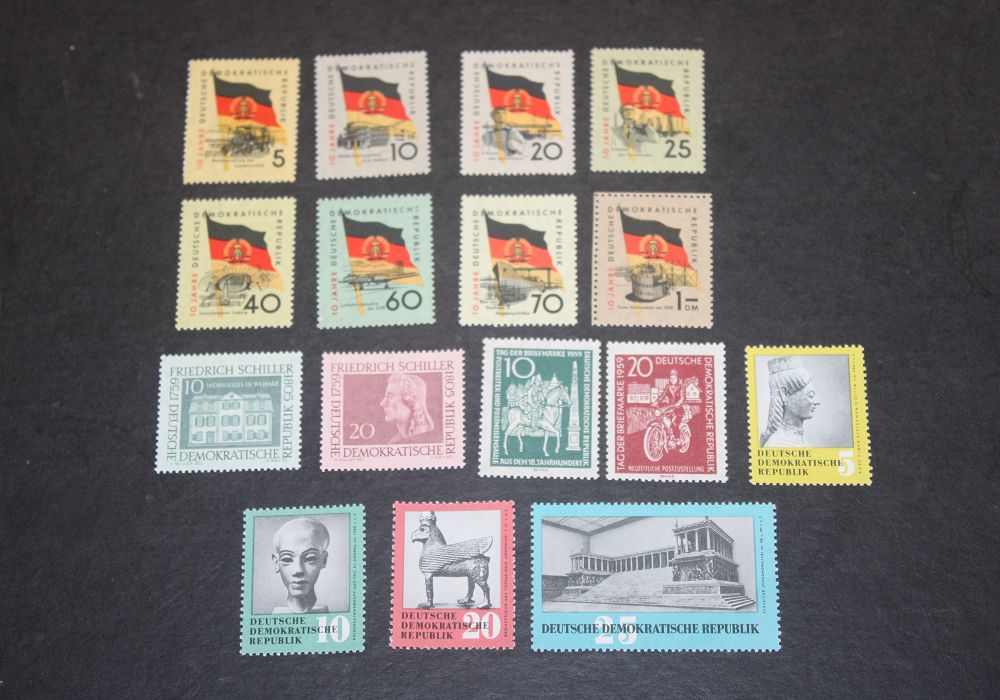 10 JAHRE DEUTSCHE DEMOKRATISCHE REPUBLIK
5
10 JAHRE DEUTSCHE DEMOKRATISCHE REPUBLIK
10
10 JAHRE DEUTSCHE DEMOKRATISCHE REPUBLIK
20
10 JAHRE DEUTSCHE DEMOKRATISCHE REPUBLIK
25
10 JAHRE DEUTSCHE DEMOKRATISCHE REPUBLIK
Zentralstadion Leipzig
40
10 JAHRE DEUTSCHE DEMOKRATISCHE REPUBLIK
60
10 JAHRE DEUTSCHE DEMOKRATISCHE REPUBLIK
70
10 JAHRE DEUTSCHE DEMOKRATISCHE REPUBLIK
1-
DM
FRIEDRICH SCHILLER
1759
1805
10 WOHNHAUS IN WEIMAR
DEUTSCHE
DEMOKRATISCHE
REPUBLIK
FRIEDRICH SCHILLER
1759
1805
20
DEUTSCHE
DEMOKRATISCHE
REPUBLIK
TAG DER BRIEFMARKE 1959
10
POSTREITER UND POSTMEILENSÄULE
AUS DEM 18. JAHRHUNDERT
DEUTSCHE DEMOKRATISCHE REPUBLIK
20
DEUTSCHE
DEMOKRATISCHE REPUBLIK
TAG DER BRIEFMARKE 1959
NEUZEITLICHE POSTZUSTELLUNG
DEUTSCHE
DEMOKRATISCHE
REPUBLIK
5
DEUTSCHE
DEMOKRATISCHE
REPUBLIK
10
DEUTSCHE
DEMOKRATISCHE
REPUBLIK
20
DEUTSCHE DEMOKRATISCHE REPUBLIK
25